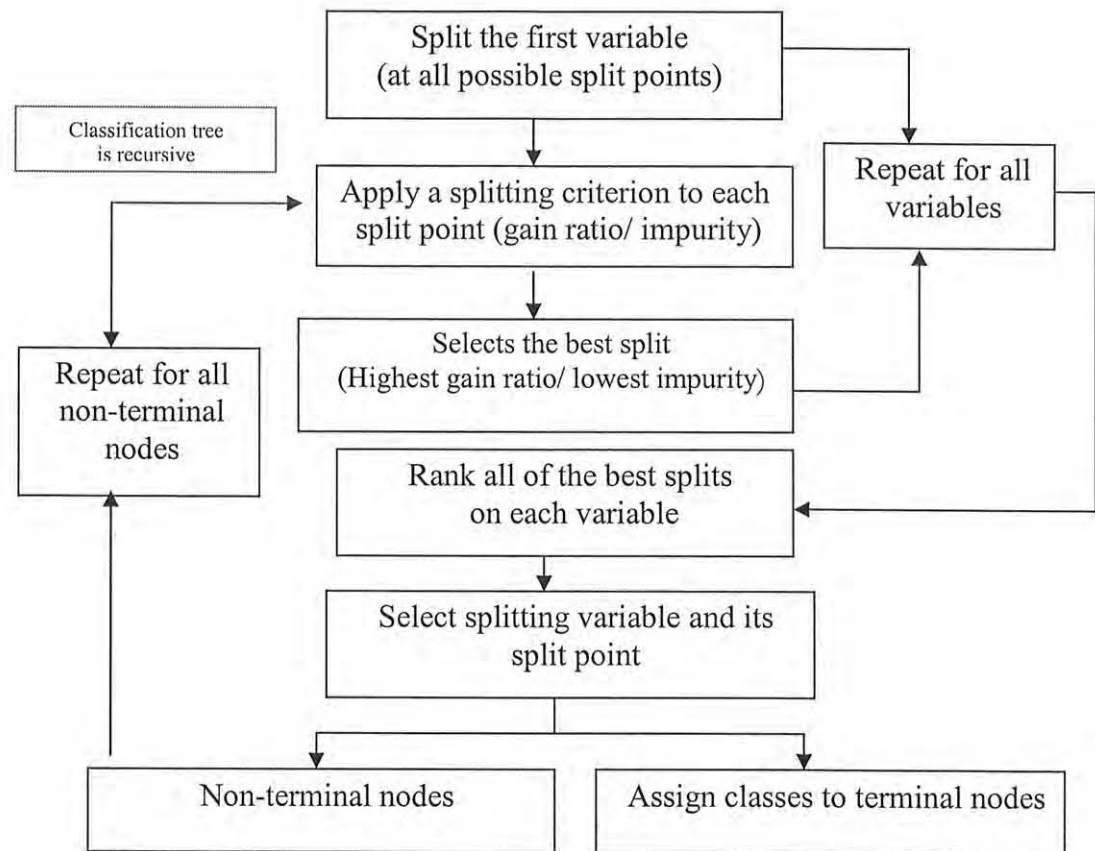 Split the first variable
(at all possible split points)
Classification tree
is recursive
Repeat for all
variables
Apply a splitting criterion to each
split point (gain ratio/ impurity)
Selects the best split
(Highest gain ratio/ lowest impurity)
Repeat for all
non-terminal
nodes
Rank all of the best splits
on each variable
Select splitting variable and its
split point
Non-terminal nodes
Assign classes to terminal nodes